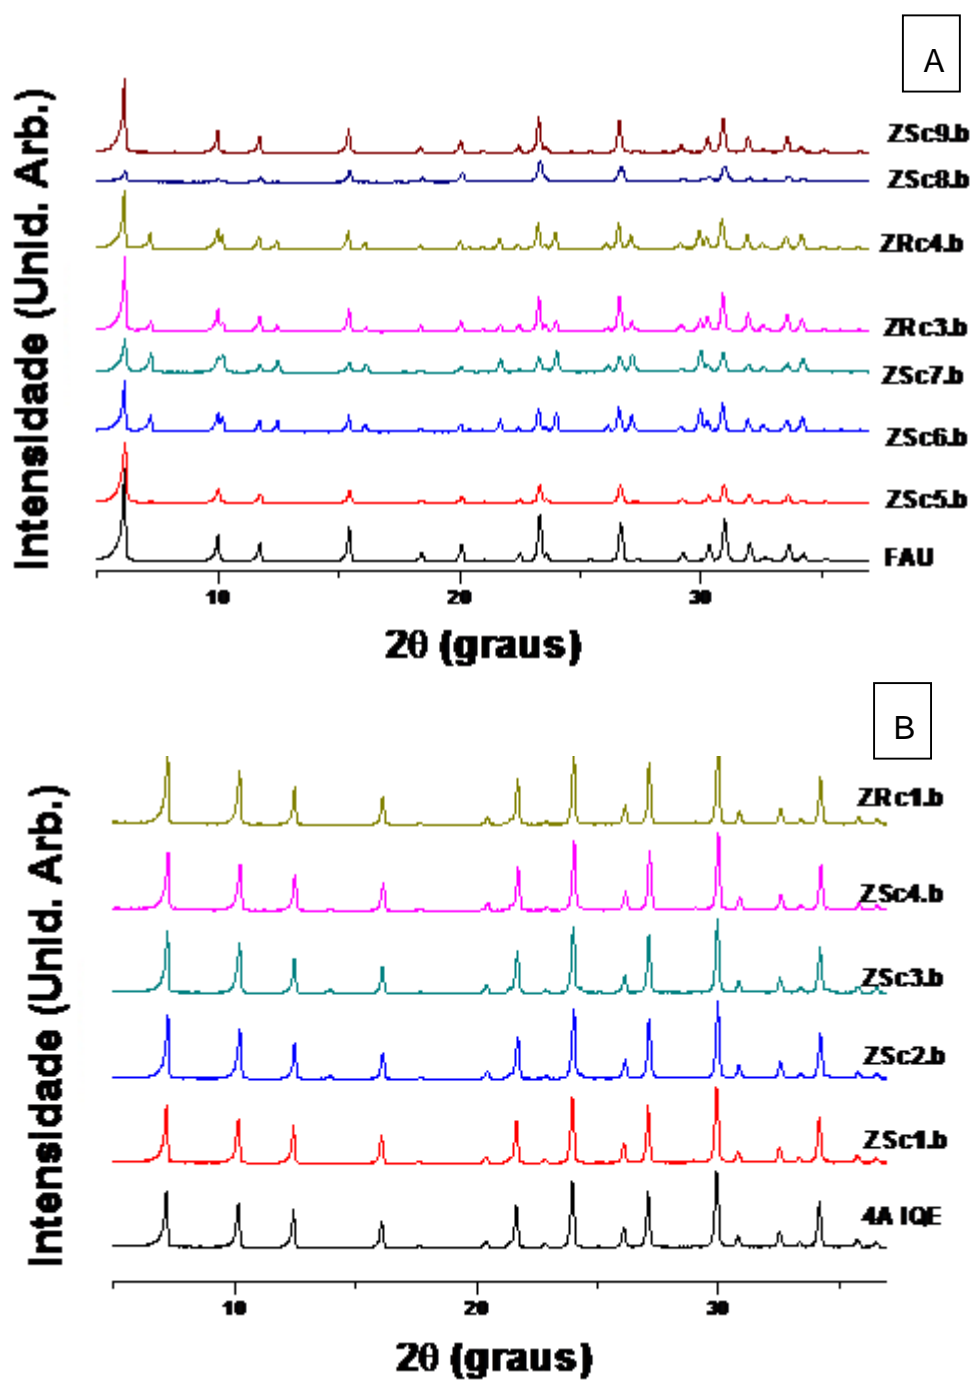 A
Intensidade (Unid. Arb.)
ZSc9.b
ZSc8.b
ZRc4.b
ZRc3.b
ZSc7.b
ZSc6.b
ZSc5.b
FAU
10 20 30
2θ (graus)
B
Intensidade (Unid. Arb.)
ZRc1.b
ZSc4.b
ZSc3.b
ZSc2.b
ZSc1.b
4A IQE
10 20 30
2θ (graus)